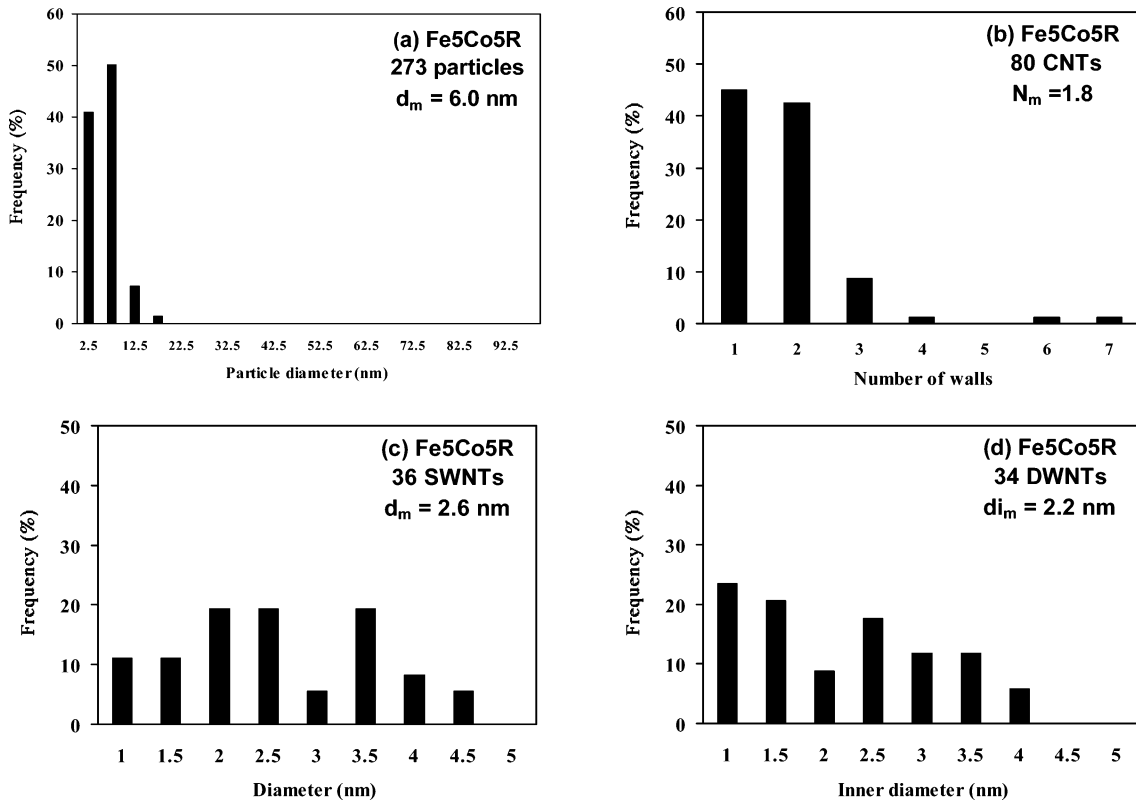 (a) Fe5Co5R
273 particles
dm = 6.0 nm
Frequency (%)
60
50
40
30
20
10
0
2.5 12.5 22.5 32.5 42.5 52.5 62.5 72.5 82.5 92.5
Particle diameter (nm)
(b) Fe5Co5R
80 CNTs
Nm =1.8
Frequency (%)
60
50
40
30
20
10
0
1 2 3 4 5 6 7
Number of walls
(c) Fe5Co5R
36 SWNTs
dm = 2.6 nm
Frequency (%)
50
40
30
20
10
0
1 1.5 2 2.5 3 3.5 4 4.5 5
Diameter (nm)
(d) Fe5Co5R
34 DWNTs
dim = 2.2 nm
Frequency (%)
50
40
30
20
10
0
1 1.5 2 2.5 3 3.5 4 4.5 5
Inner diameter (nm)